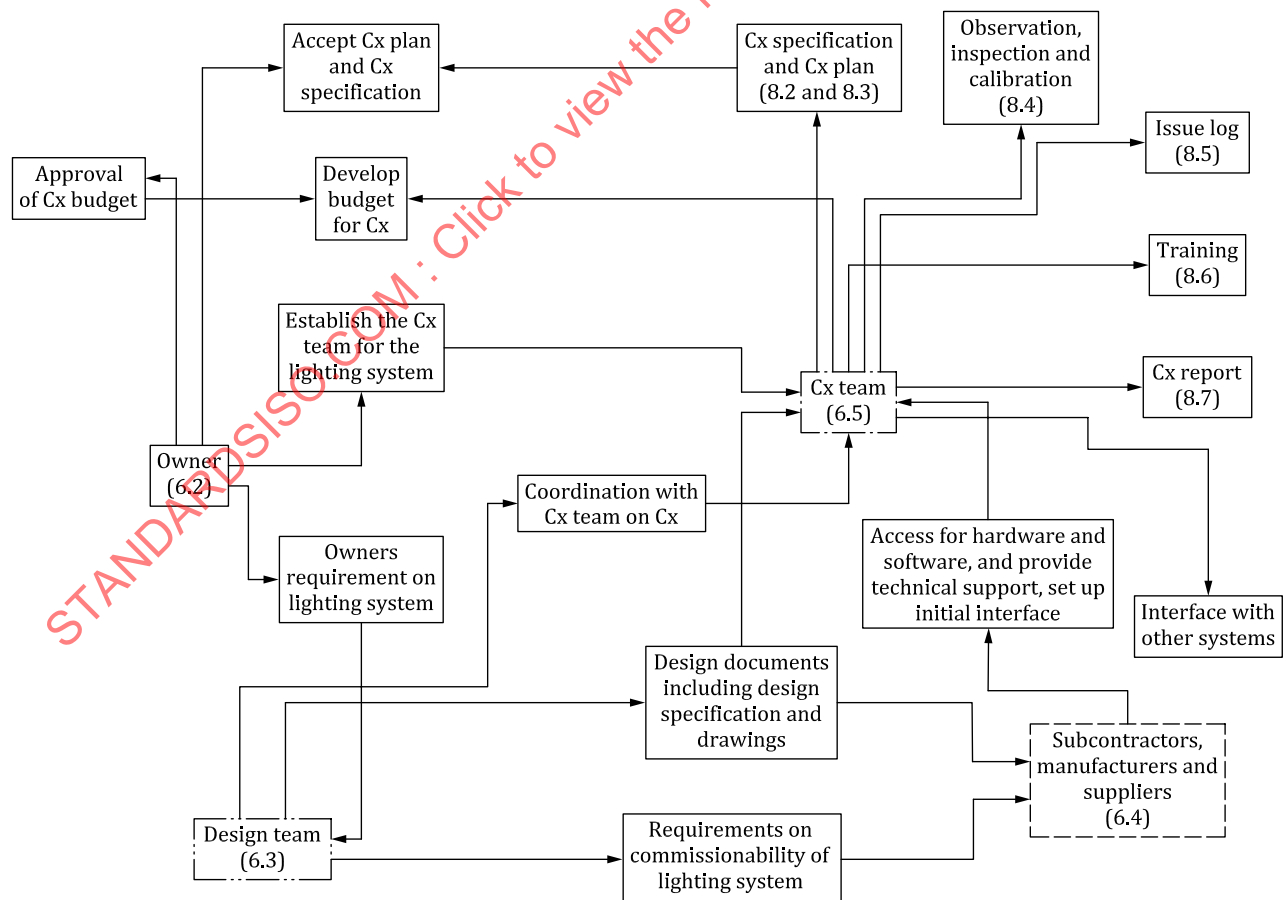 Accept Cx plan
and Cx
specification
Cx specification
and Cx plan
(8.2 and 8.3)
Observation,
inspection and
calibration
(8.4)
Issue log
(8.5)
Approval
of Cx budget
Develop
budget
for Cx
Training
(8.6)
Establish the Cx
team for the
lighting system
Cx team
(6.5)
Cx report
(8.7)
Owner
(6.2)
Coordination with
Cx team on Cx
Owners
requirement on
lighting system
Access for hardware and
software, and provide
technical support, set up
initial interface
Interface with
other systems
Design documents
including design
specification and
drawings
Subcontractors,
manufacturers and
suppliers
(6.4)
Design team
(6.3)
Requirements on
commissionability of
lighting system
STANDARDSISO.COM : Click to view the